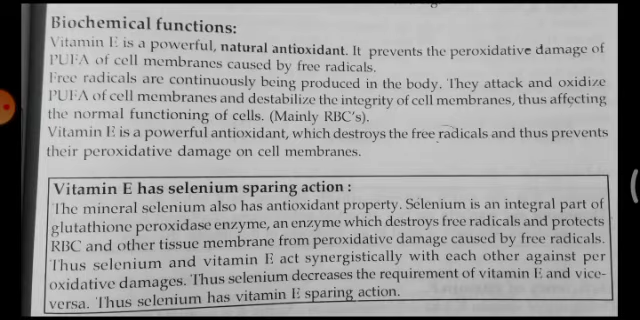 Biochemical functions:
Vitamin E is a powerful, natural antioxidant. It prevents the peroxidative damage of
PUFA of cell membranes caused by free radicals.
Free radicals are continuously being produced in the body. They attack and oxidize
PUFA of cell membranes and destabilize the integrity of cell membranes, thus affecting
the normal functioning of cells. (Mainly RBC's).
Vitamin E is a powerful antioxidant, which destroys the free radicals and thus prevents
their peroxidative damage on cell membranes.
Vitamin E has selenium sparing action :
The mineral selenium also has antioxidant property. Selenium is an integral part of
glutathione peroxidase enzyme, an enzyme which destroys free radicals and protects
RBC and other tissue membrane from peroxidative damage caused by free radicals.
Thus selenium and vitamin E act synergistically with each other against per
oxidative damages. Thus selenium decreases the requirement of vitamin E and vice-
versa. Thus selenium has vitamin E sparing action.